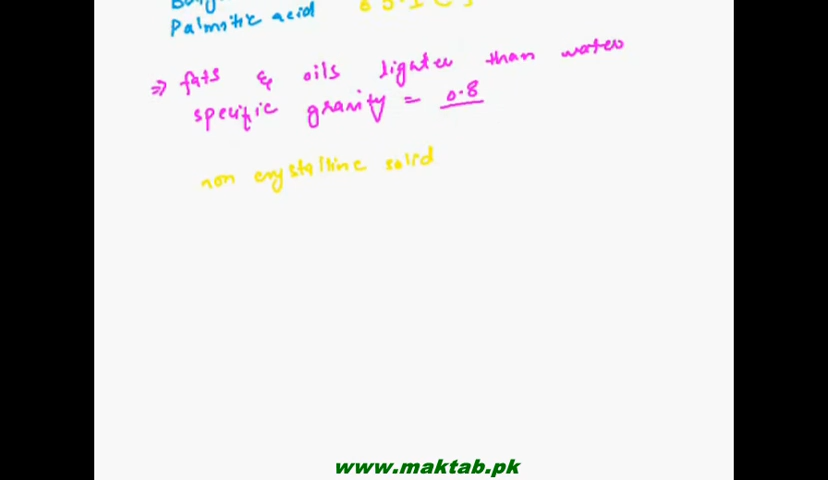 Palmitic acid
⇒ fats & oils lighter than water
specific gravity = 0.8
non crystalline solid
www.maktab.pk